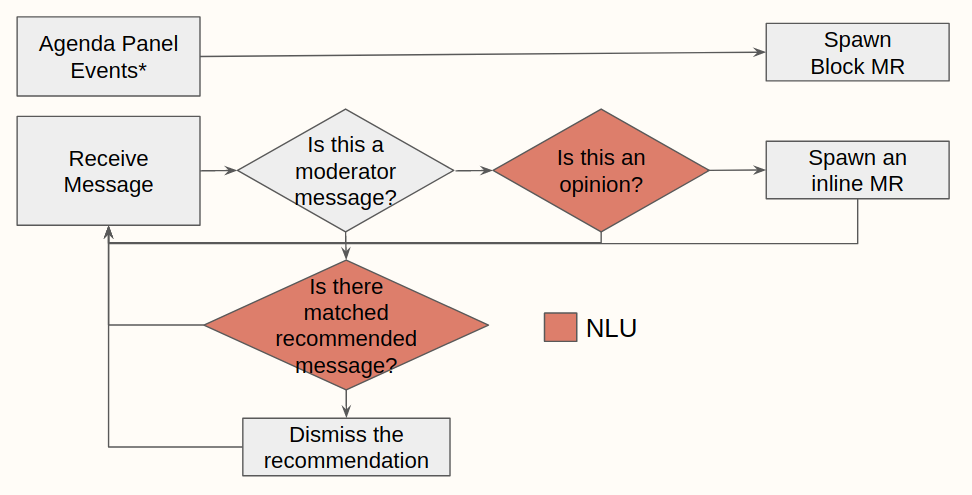 Agenda Panel
Events*
Spawn
Block MR
Receive
Message
Is this a
moderator
message?
Is this an
opinion?
Spawn an
inline MR
Is there
matched
recommended
message?
NLU
Dismiss the
recommendation